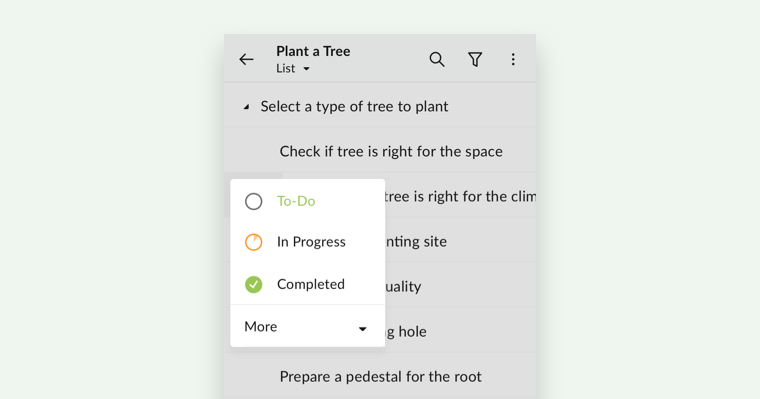 Plant a Tree
List
Select a type of tree to plant
Check if tree is right for the space
tree is right for the clim
To-Do
In Progress
nting site
Completed
uality
More
g hole
Prepare a pedestal for the root